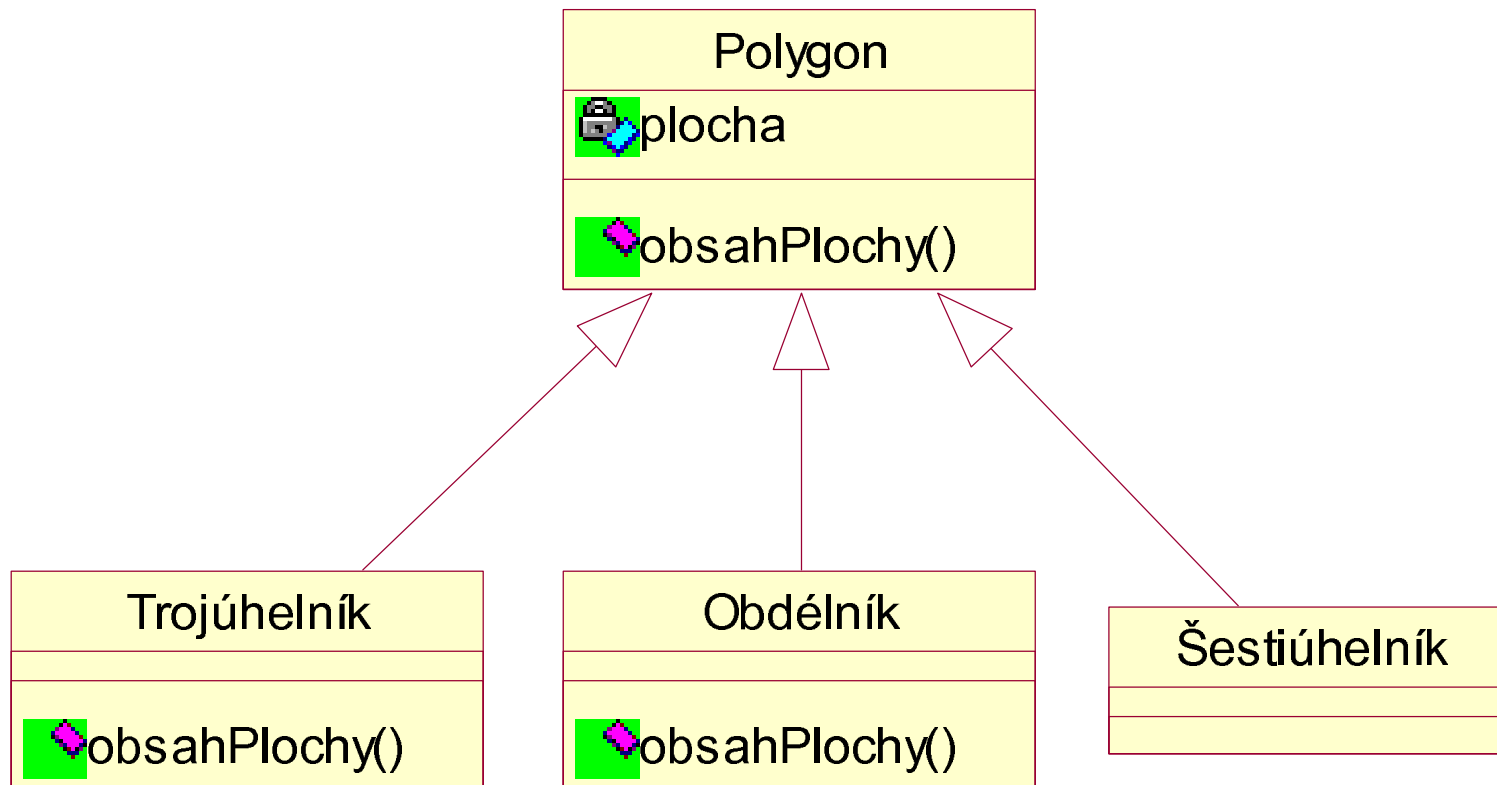 Polygon
plocha
obsahPlochy()
Trojúhelník
obsahPlochy()
Obdélník
obsahPlochy()
Šestiúhelník